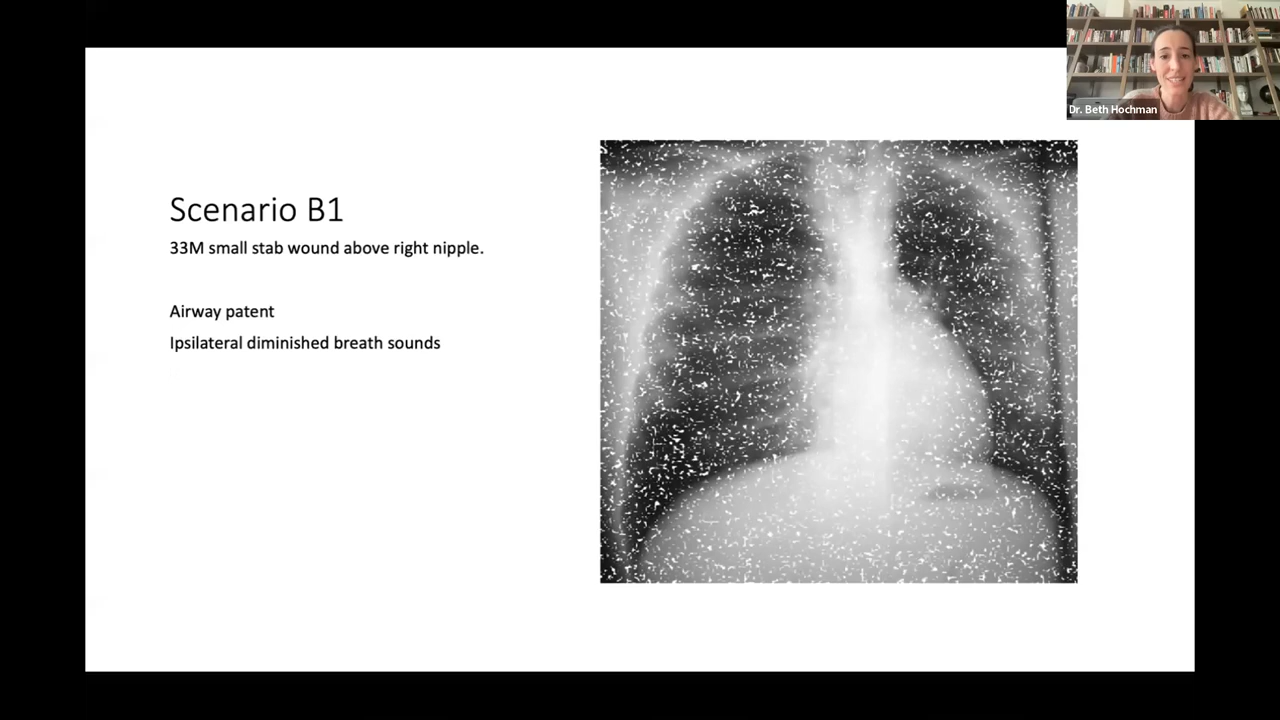 Dr. Beth Hochman
Scenario B1
33M small stab wound above right nipple.
Airway patent
Ipsilateral diminished breath sounds